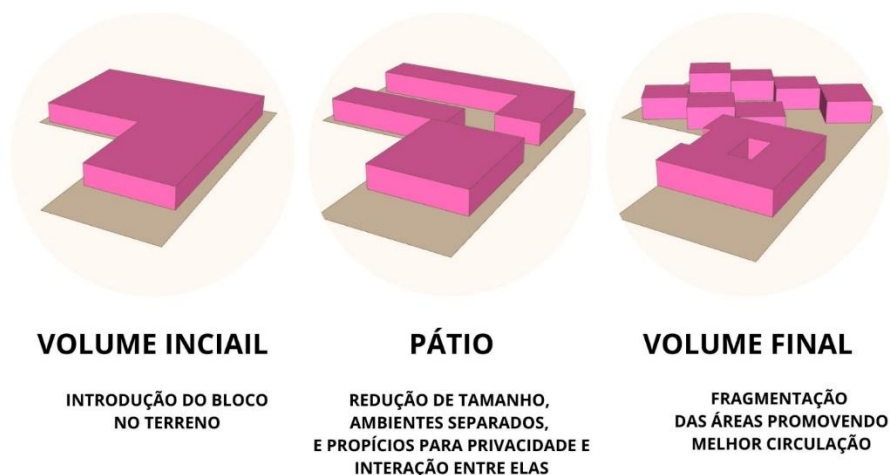 VOLUME INCIAIL
INTRODUÇÃO DO BLOCO
NO TERRENO
PÁTIO
REDUÇÃO DE TAMANHO,
AMBIENTES SEPARADOS,
E PROPÍCIOS PARA PRIVACIDADE E
INTERAÇÃO ENTRE ELAS
VOLUME FINAL
FRAGMENTAÇÃO
DAS ÁREAS PROMOVENDO
MELHOR CIRCULAÇÃO